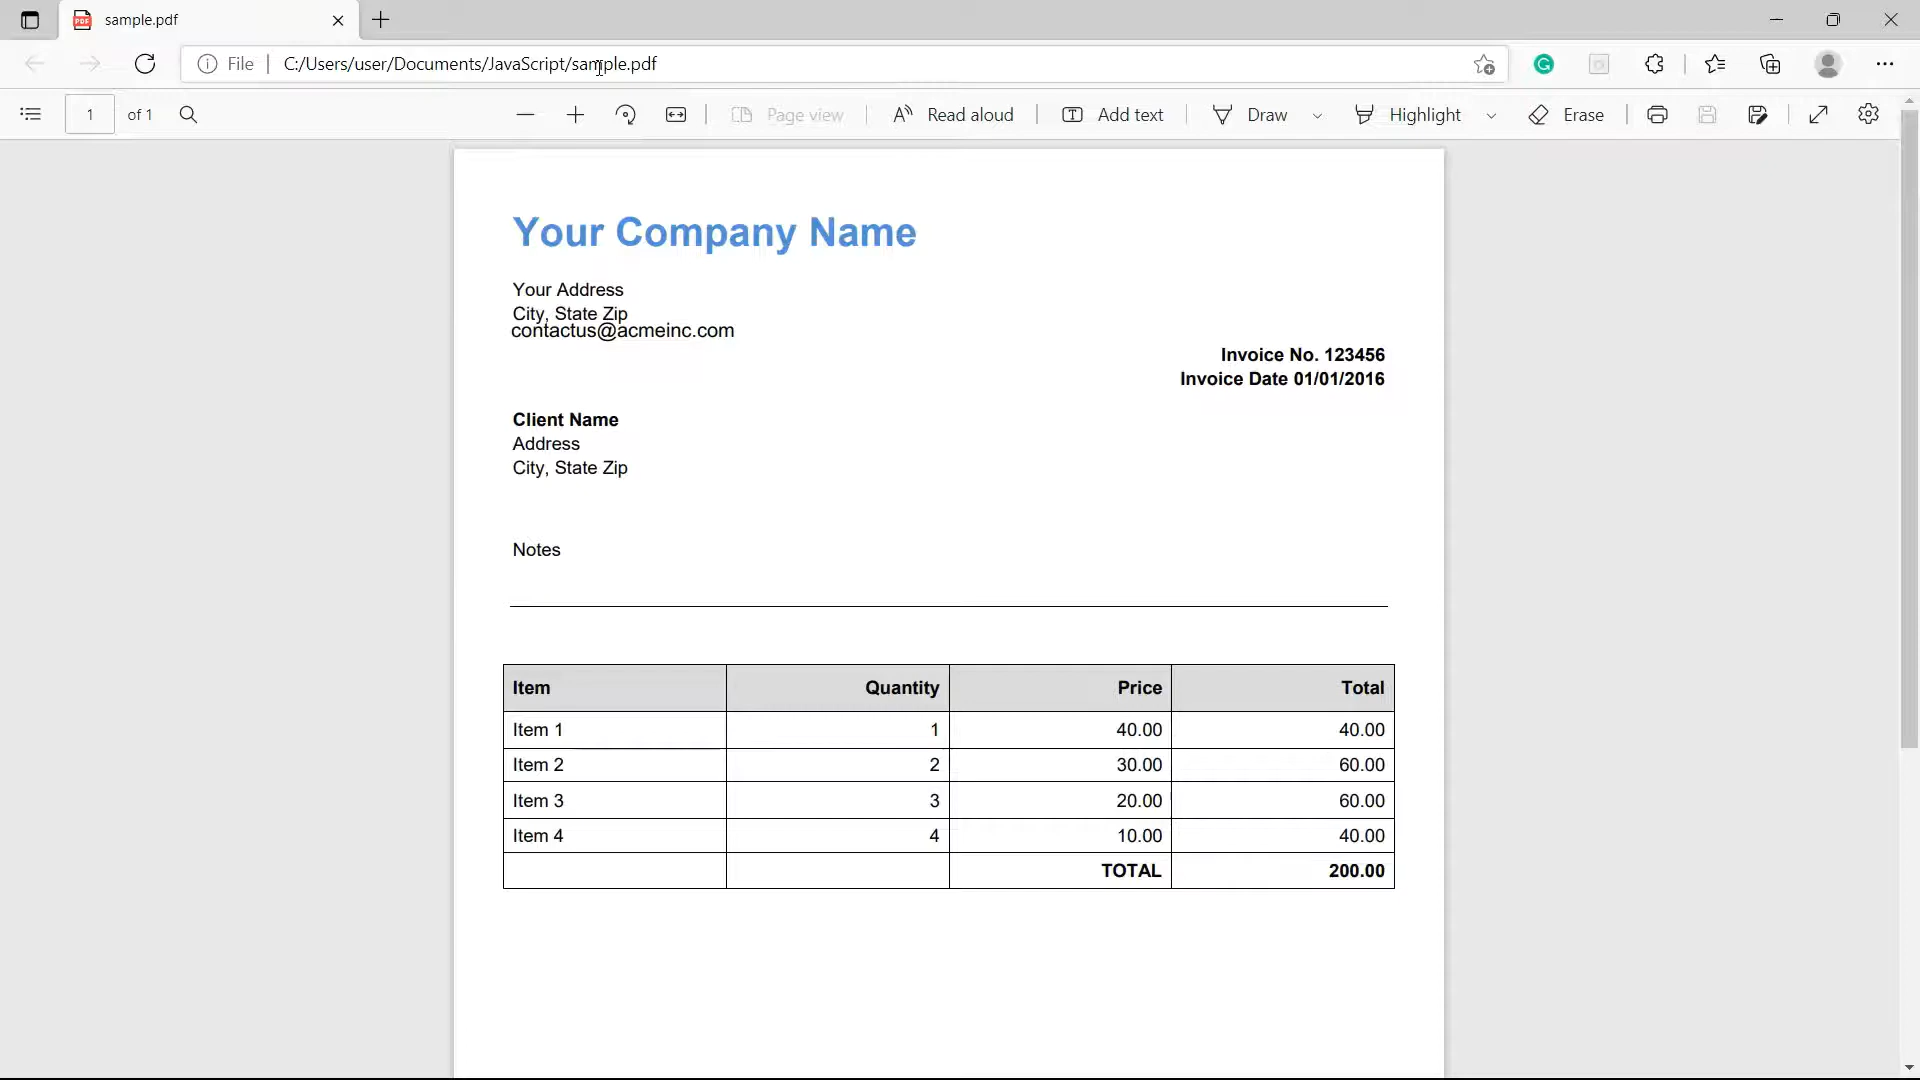 sample.pdf
File C:/Users/user/Documents/JavaScript/sample.pdf
1 of 1 Page view Read aloud Add text Draw Highlight Erase
Your Company Name
Your Address
City, State Zip
contactus@acmeinc.com
Invoice No. 123456
Invoice Date 01/01/2016
Client Name
Address
City, State Zip
Notes
Item Quantity Price Total
Item 1 1 40.00 40.00
Item 2 2 30.00 60.00
Item 3 3 20.00 60.00
Item 4 4 10.00 40.00
TOTAL 200.00